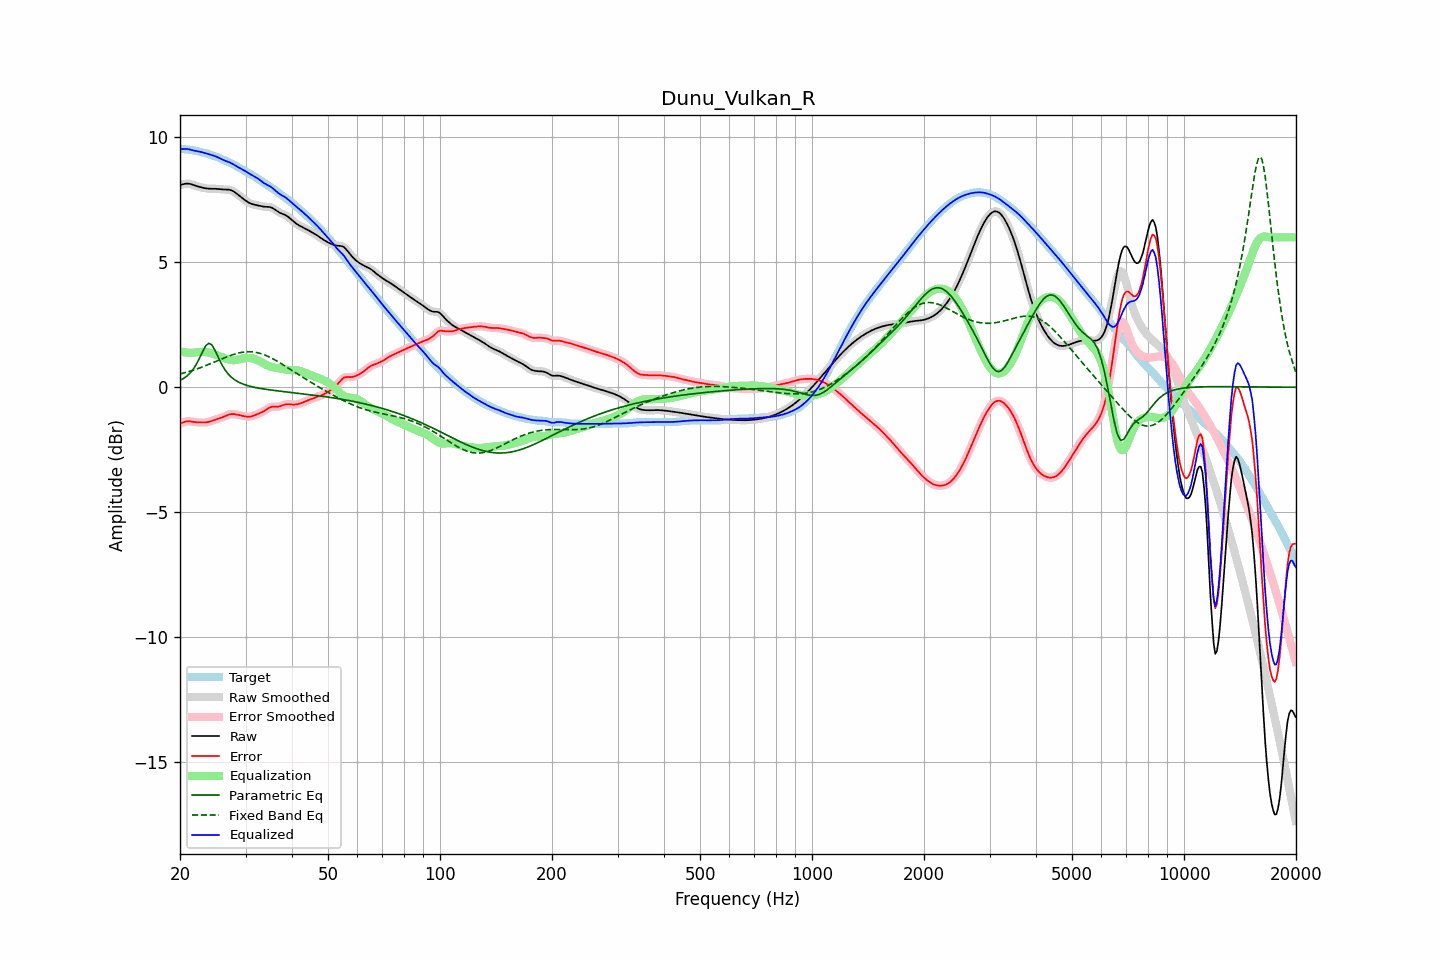 Dunu_Vulkan_R
Amplitude (dBr)
10
5
0
−5
−10
−15
Target
Raw Smoothed
Error Smoothed
Raw
Error
Equalization
Parametric Eq
Fixed Band Eq
Equalized
20 50 100 200 500 1000 2000 5000 10000 20000
Frequency (Hz)